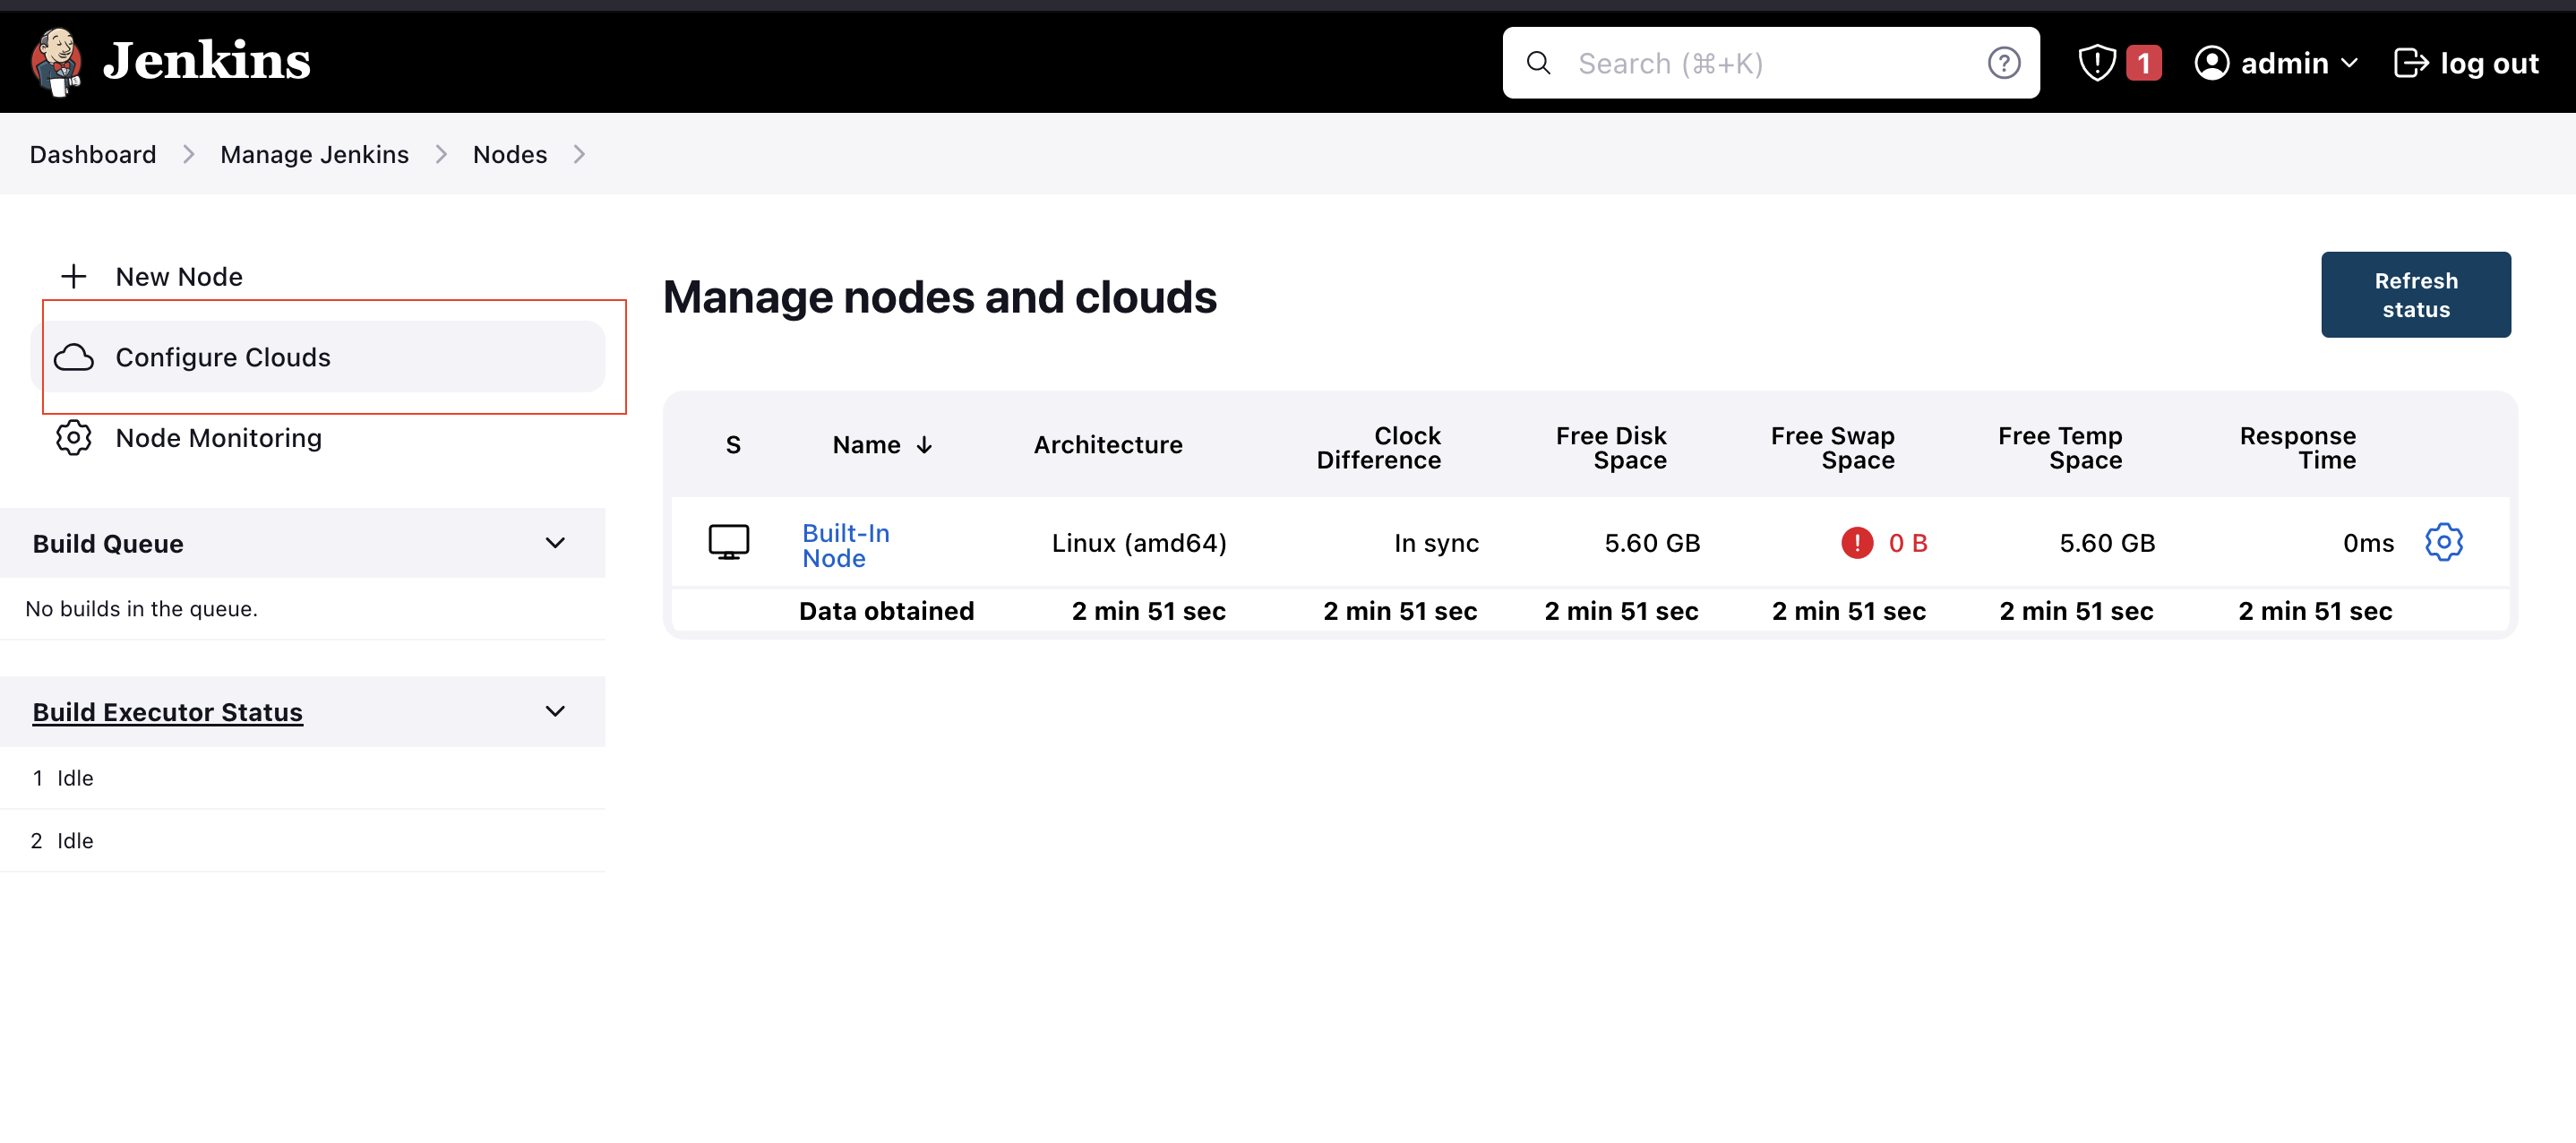 Jenkins
Search (⌘+K)
1
admin
log out
Dashboard
Manage Jenkins
Nodes
New Node
Configure Clouds
Node Monitoring
Build Queue
No builds in the queue.
Build Executor Status
1 Idle
2 Idle
Manage nodes and clouds
Refresh
status
S Name ↓ Architecture Clock Difference Free Disk Space Free Swap Space Free Temp Space Response Time
Built-In Node Linux (amd64) In sync 5.60 GB 0 B 5.60 GB 0ms
Data obtained 2 min 51 sec 2 min 51 sec 2 min 51 sec 2 min 51 sec 2 min 51 sec 2 min 51 sec